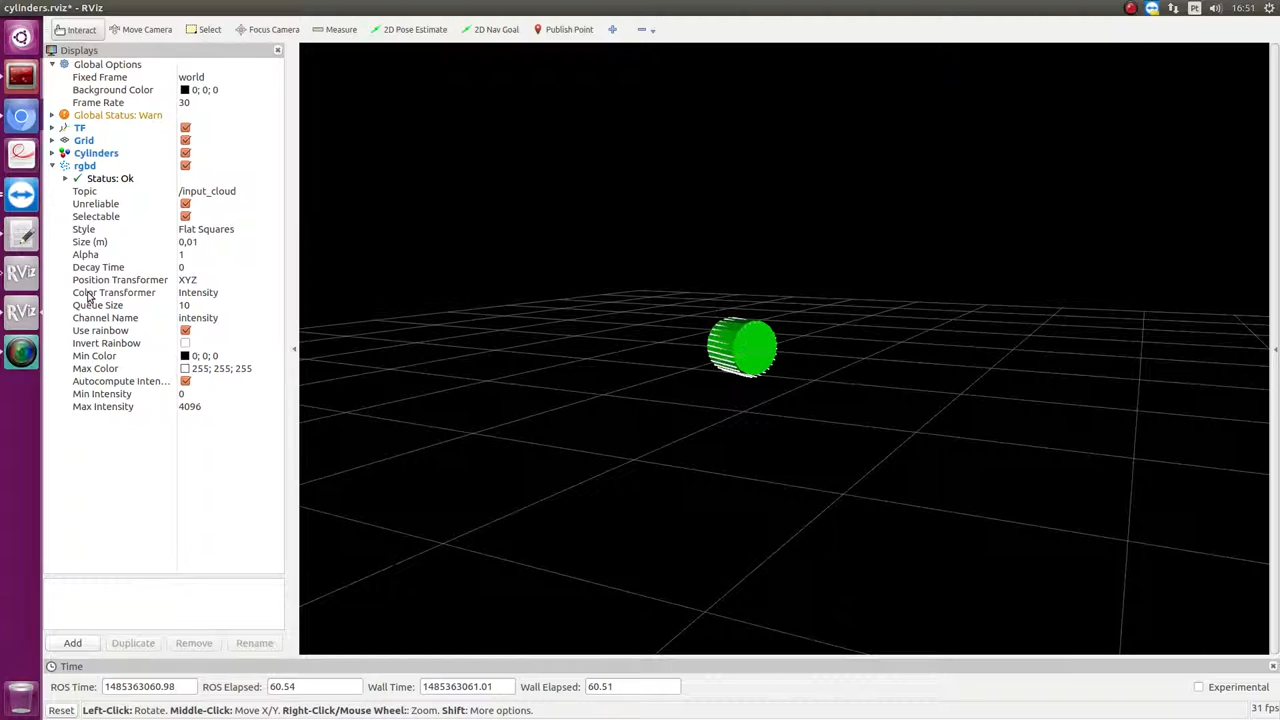 cylinders.rviz* - RViz
Pt 16:51
Interact Move Camera Select Focus Camera Measure 2D Pose Estimate 2D Nav Goal Publish Point
Displays
Global Options
Fixed Frame world
Background Color 0; 0; 0
Frame Rate 30
Global Status: Warn
TF
Grid
Cylinders
rgbd
Status: Ok
Topic /input_cloud
Unreliable
Selectable
Style Flat Squares
Size (m) 0,01
Alpha 1
Decay Time 0
Position Transformer XYZ
Color Transformer Intensity
Queue Size 10
Channel Name intensity
Use rainbow
Invert Rainbow
Min Color 0; 0; 0
Max Color 255; 255; 255
Autocompute Inten...
Min Intensity 0
Max Intensity 4096
RViz
RViz
Add Duplicate Remove Rename
Time
ROS Time: 1485363060.98 ROS Elapsed: 60.54 Wall Time: 1485363061.01 Wall Elapsed: 60.51 Experimental
Reset Left-Click: Rotate. Middle-Click: Move X/Y. Right-Click/Mouse Wheel:: Zoom. Shift: More options. 31 fps